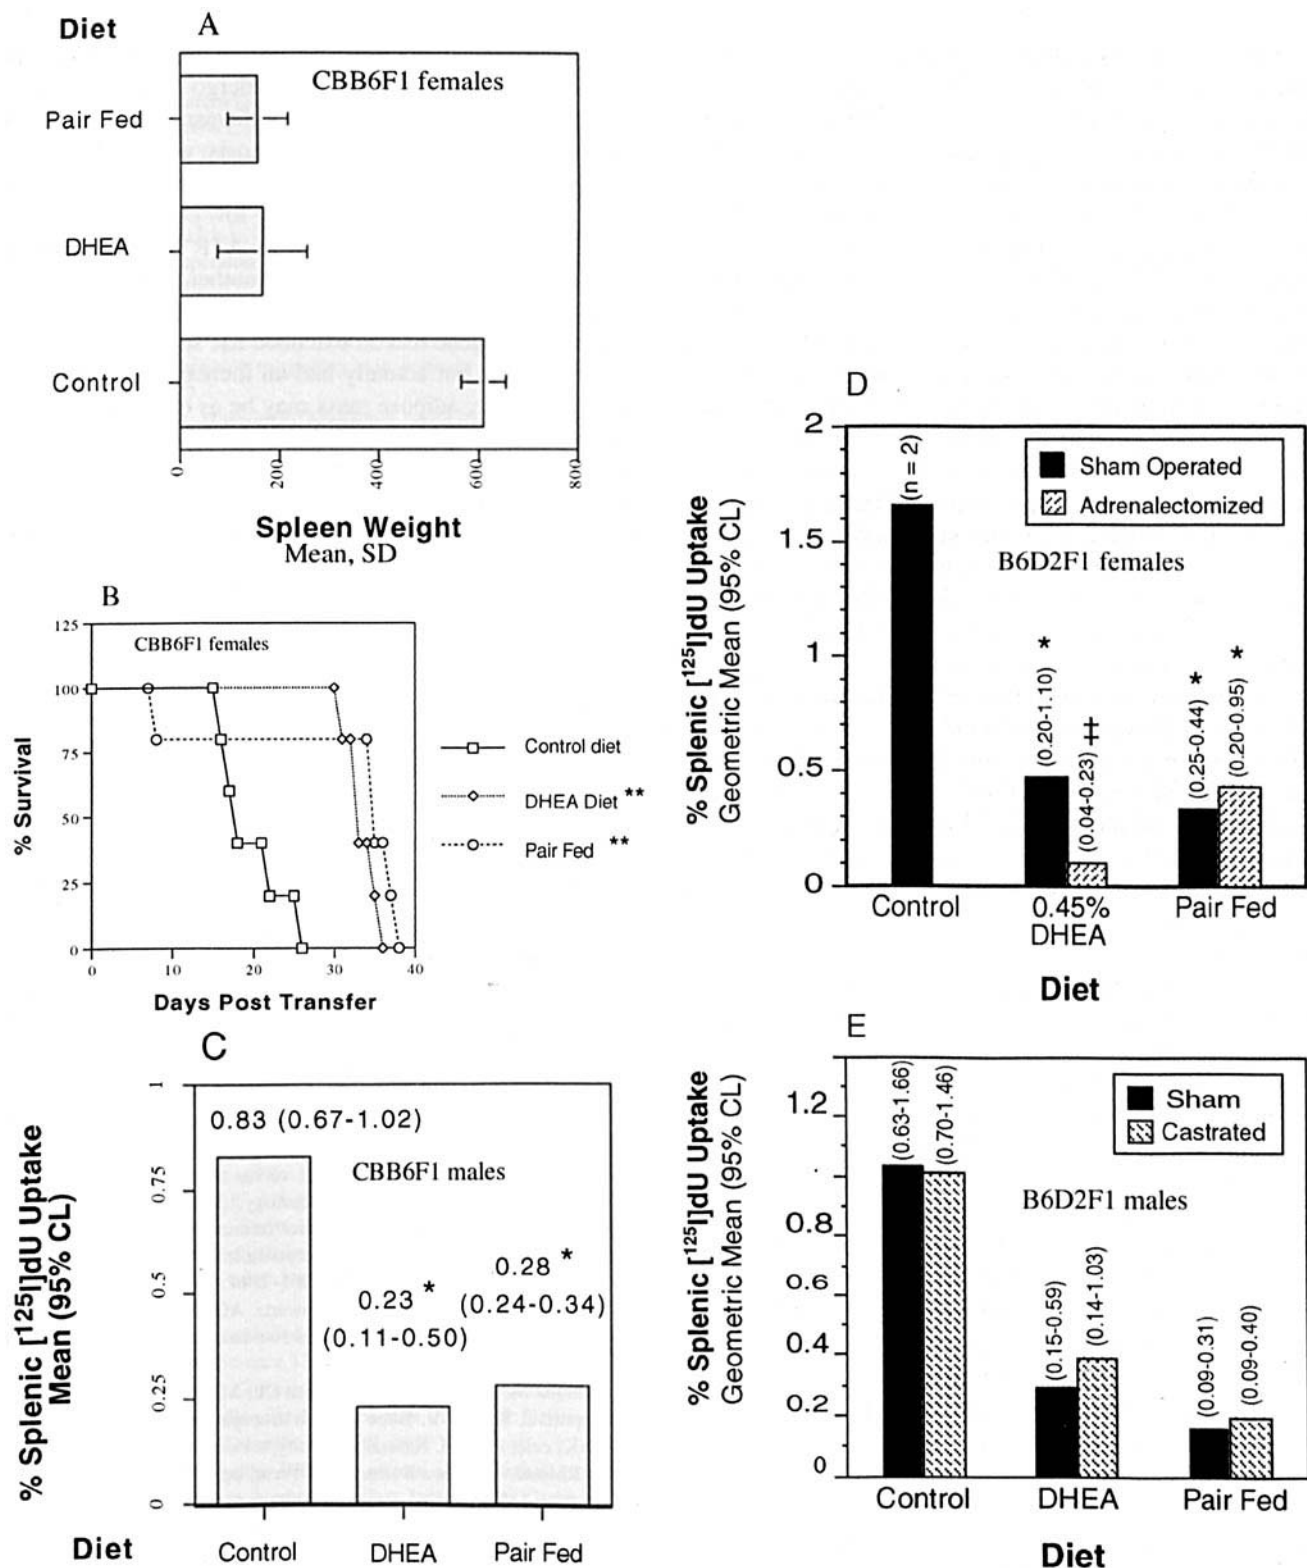 Diet
A
CBB6F1 females
Pair Fed
DHEA
Control
0
200
400
600
800
Spleen Weight
Mean, SD
B
CBB6F1 females
125
100
75
50
25
0
% Survival
0 10 20 30 40
Days Post Transfer
Control diet
DHEA Diet **
Pair Fed **
C
CBB6F1 males
% Splenic [¹²⁵I]dU Uptake
Mean (95% CL)
1
0.75
0.5
0.25
0
0.83 (0.67-1.02)
0.23 *
(0.11-0.50)
0.28 *
(0.24-0.34)
Diet Control DHEA Pair Fed
D
% Splenic [¹²⁵I]dU Uptake
Geometric Mean (95% CL)
2
1.5
1
0.5
0
Sham Operated
Adrenalectomized
B6D2F1 females
(n = 2)
(0.20-1.10) *
(0.04-0.23) ‡
(0.25-0.44) *
(0.20-0.95) *
Control 0.45% Pair Fed
DHEA
Diet
E
% Splenic [¹²⁵I]dU Uptake
Geometric Mean (95% CL)
1.2
1
0.8
0.6
0.4
0.2
0
Sham
Castrated
B6D2F1 males
(0.63-1.66)
(0.70-1.46)
(0.15-0.59)
(0.14-1.03)
(0.09-0.31)
(0.09-0.40)
Control DHEA Pair Fed
Diet